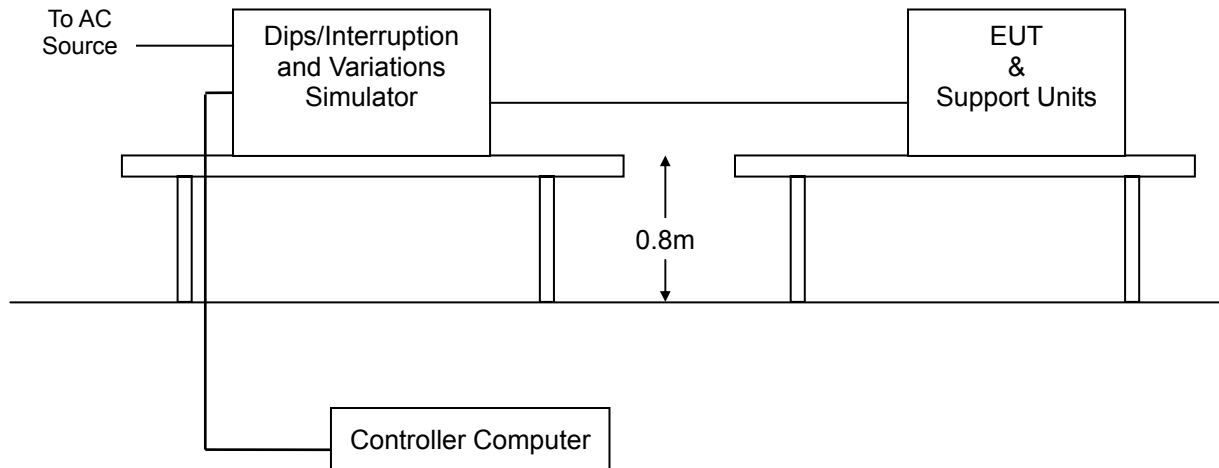 To AC
Source
Dips/Interruption
and Variations
Simulator
EUT
&
Support Units
0.8m
Controller Computer